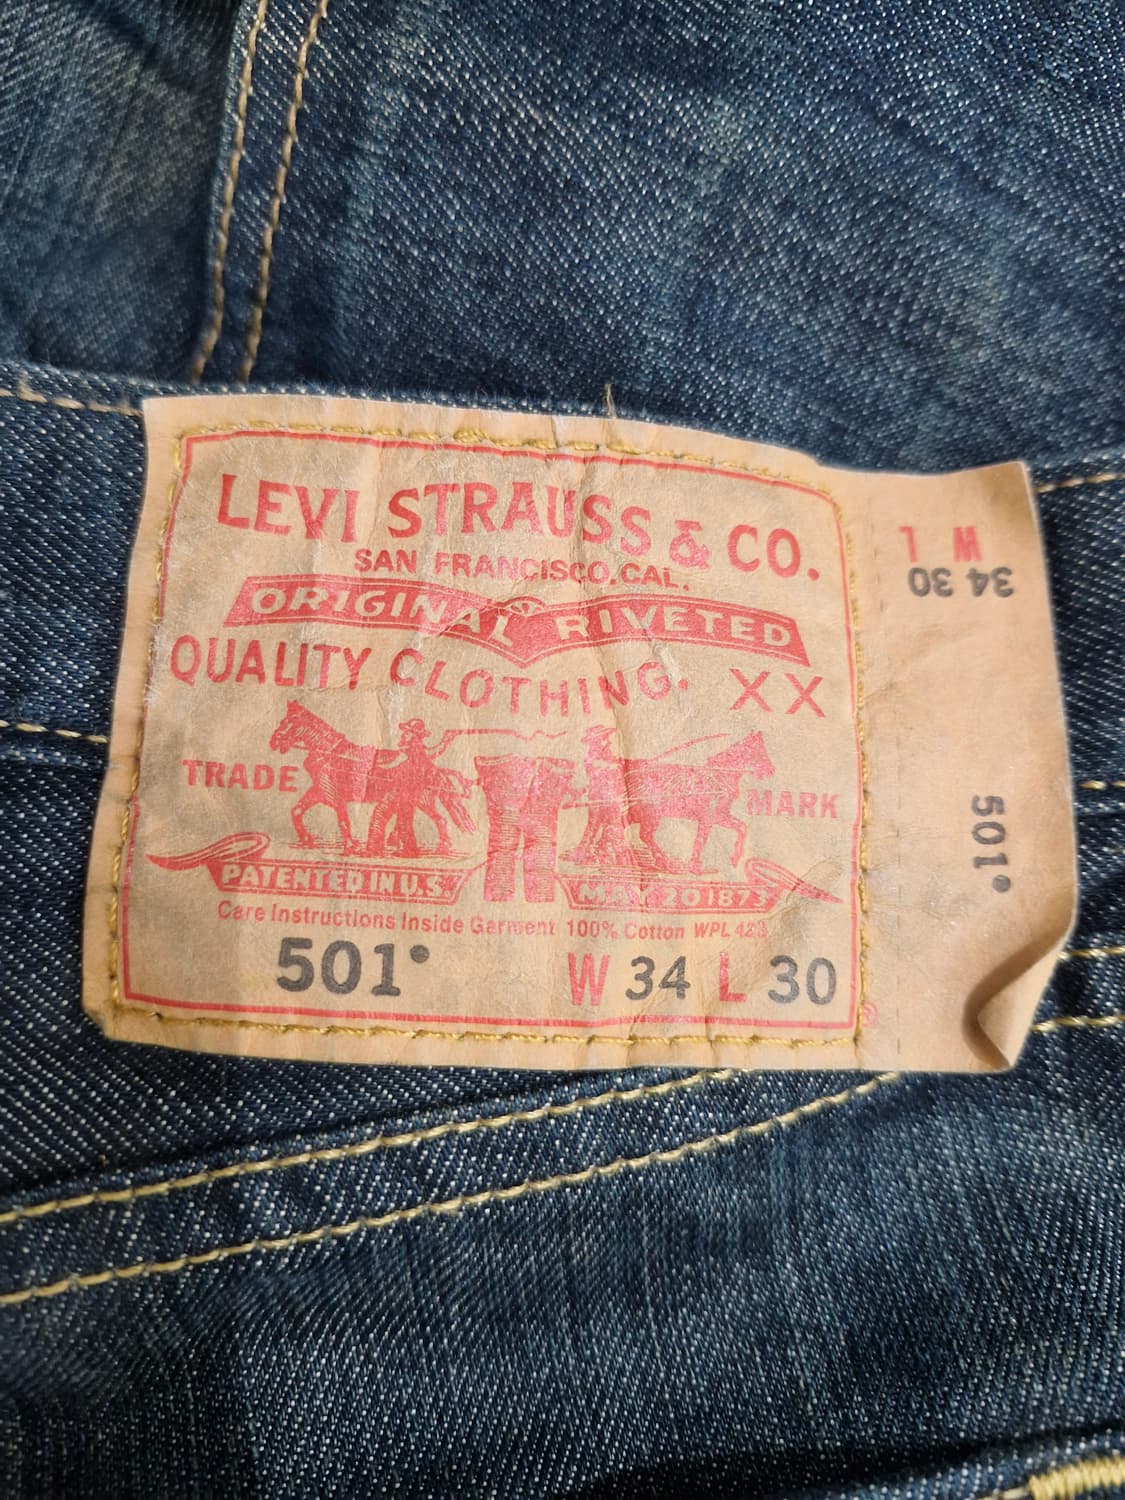 LEVI STRAUSS & CO.
SAN FRANCISCO, CAL.
ORIGINAL RIVETED
QUALITY CLOTHING. XX
TRADE MARK
PATENTED IN U.S. MAY 20 1873
Care Instructions Inside Garment 100% Cotton WPL 423
501® W 34 L 30
®
W L
34 30
501®